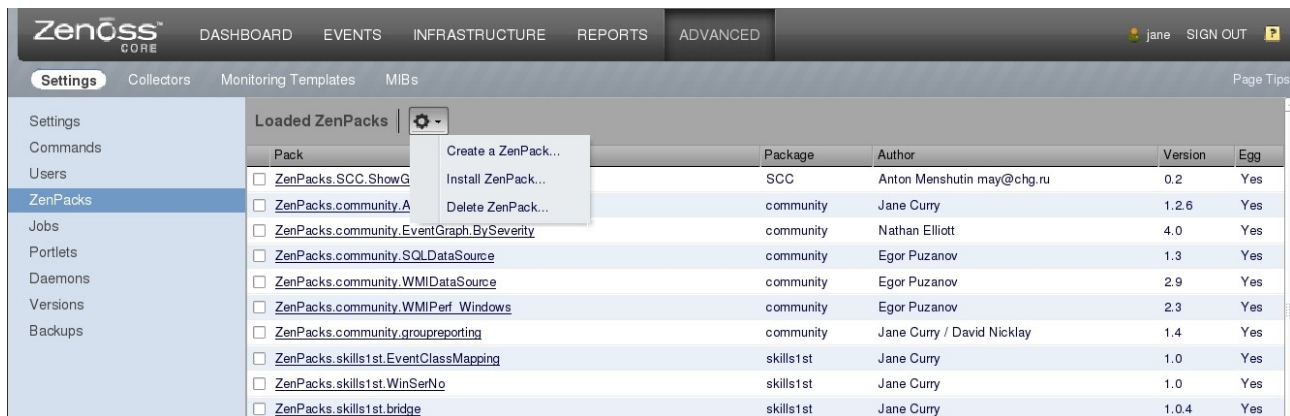 Zenōss™
CORE
DASHBOARD EVENTS INFRASTRUCTURE REPORTS ADVANCED
jane SIGN OUT ?
Settings Collectors Monitoring Templates MIBs
Page Tips
Settings
Commands
Users
ZenPacks
Jobs
Portlets
Daemons
Versions
Backups
Loaded ZenPacks
Create a ZenPack...
Install ZenPack...
Delete ZenPack...
Pack Package Author Version Egg
ZenPacks.SCC.ShowG SCC Anton Menshutin may@chg.ru 0.2 Yes
ZenPacks.community.A community Jane Curry 1.2.6 Yes
ZenPacks.community.EventGraph.BySeverity community Nathan Elliott 4.0 Yes
ZenPacks.community.SQLDataSource community Egor Puzanov 1.3 Yes
ZenPacks.community.WMIDataSource community Egor Puzanov 2.9 Yes
ZenPacks.community.WMIPerf_Windows community Egor Puzanov 2.3 Yes
ZenPacks.community.groupreporting community Jane Curry / David Nicklay 1.4 Yes
ZenPacks.skills1st.EventClassMapping skills1st Jane Curry 1.0 Yes
ZenPacks.skills1st.WinSerNo skills1st Jane Curry 1.0 Yes
ZenPacks.skills1st.bridge skills1st Jane Curry 1.0.4 Yes